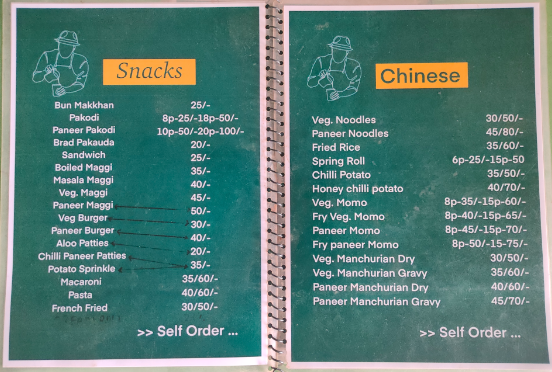 Snacks
Bun Makkhan 25/-
Pakodi 8p-25/-18p-50/-
Paneer Pakodi 10p-50/-20p-100/-
Brad Pakauda 20/-
Sandwich 25/-
Boiled Maggi 35/-
Masala Maggi 40/-
Veg. Maggi 45/-
Paneer Maggi 50/-
Veg Burger 30/-
Paneer Burger 40/-
Aloo Patties 20/-
Chilli Paneer Patties
Potato Sprinkle 35/-
Macaroni 35/60/-
Pasta 40/60/-
French Fried 30/50/-
>> Self Order ...
Chinese
Veg. Noodles 30/50/-
Paneer Noodles 45/80/-
Fried Rice 35/60/-
Spring Roll 6p-25/-15p-50
Chilli Potato 35/50/-
Honey chilli potato 40/70/-
Veg. Momo 8p-35/-15p-60/-
Fry Veg. Momo 8p-40/-15p-65/-
Paneer Momo 8p-45/-15p-70/-
Fry paneer Momo 8p-50/-15-75/-
Veg. Manchurian Dry 30/50/-
Veg. Manchurian Gravy 35/60/-
Paneer Manchurian Dry 40/60/-
Paneer Manchurian Gravy 45/70/-
>> Self Order ...